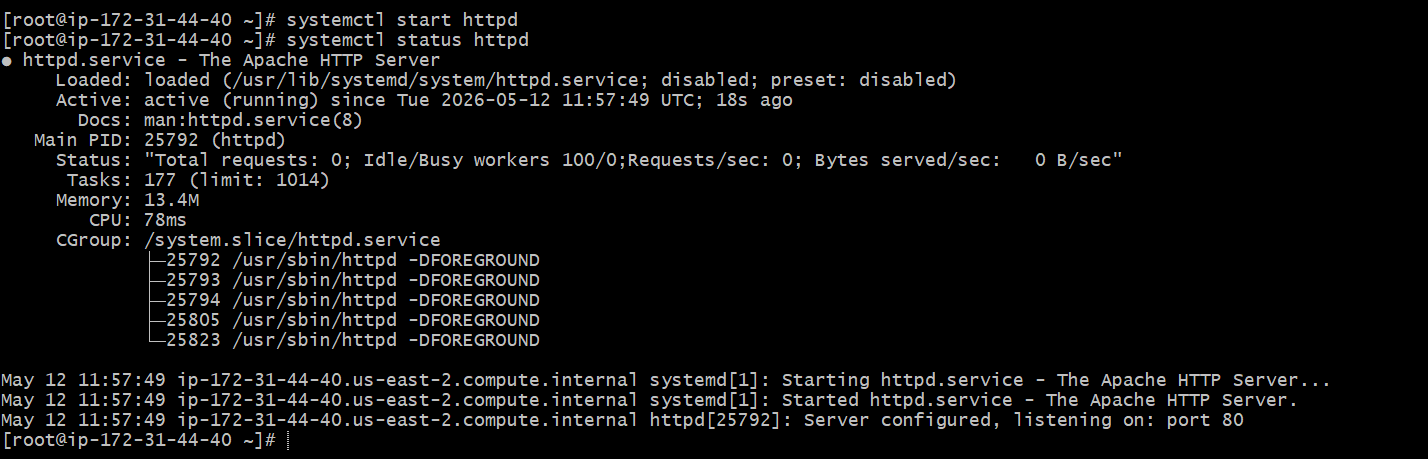 [root@ip-172-31-44-40 ~]# systemctl start httpd
[root@ip-172-31-44-40 ~]# systemctl status httpd
● httpd.service - The Apache HTTP Server
     Loaded: loaded (/usr/lib/systemd/system/httpd.service; disabled; preset: disabled)
     Active: active (running) since Tue 2026-05-12 11:57:49 UTC; 18s ago
       Docs: man:httpd.service(8)
   Main PID: 25792 (httpd)
     Status: "Total requests: 0; Idle/Busy workers 100/0;Requests/sec: 0; Bytes served/sec:   0 B/sec"
      Tasks: 177 (limit: 1014)
     Memory: 13.4M
        CPU: 78ms
     CGroup: /system.slice/httpd.service
             ├─25792 /usr/sbin/httpd -DFOREGROUND
             ├─25793 /usr/sbin/httpd -DFOREGROUND
             ├─25794 /usr/sbin/httpd -DFOREGROUND
             ├─25805 /usr/sbin/httpd -DFOREGROUND
             └─25823 /usr/sbin/httpd -DFOREGROUND

May 12 11:57:49 ip-172-31-44-40.us-east-2.compute.internal systemd[1]: Starting httpd.service - The Apache HTTP Server...
May 12 11:57:49 ip-172-31-44-40.us-east-2.compute.internal systemd[1]: Started httpd.service - The Apache HTTP Server.
May 12 11:57:49 ip-172-31-44-40.us-east-2.compute.internal httpd[25792]: Server configured, listening on: port 80
[root@ip-172-31-44-40 ~]#